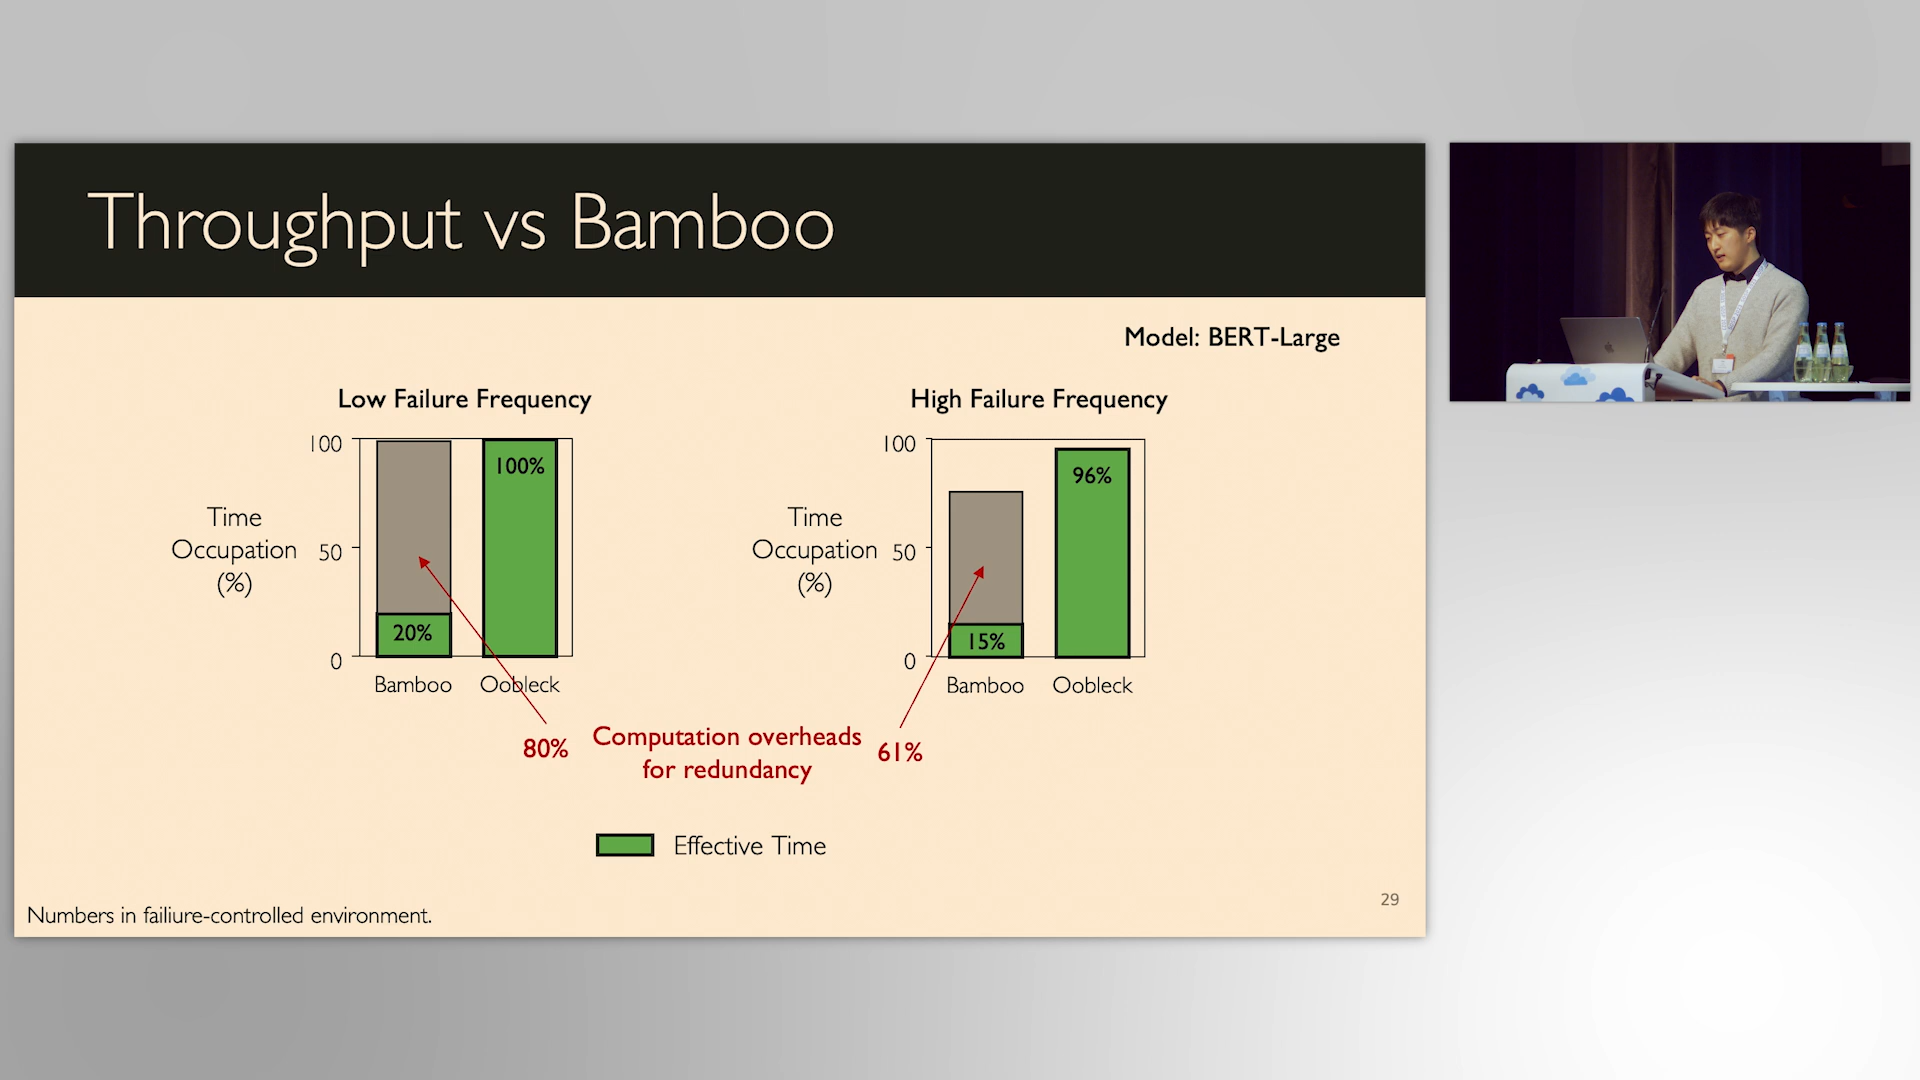 Throughput vs Bamboo
Model: BERT-Large
Low Failure Frequency
100
50
0
Time
Occupation
(%)
100%
20%
Bamboo
Oobleck
High Failure Frequency
100
50
0
Time
Occupation
(%)
96%
15%
Bamboo
Oobleck
80%
Computation overheads
for redundancy
61%
Effective Time
29
Numbers in failiure-controlled environment.